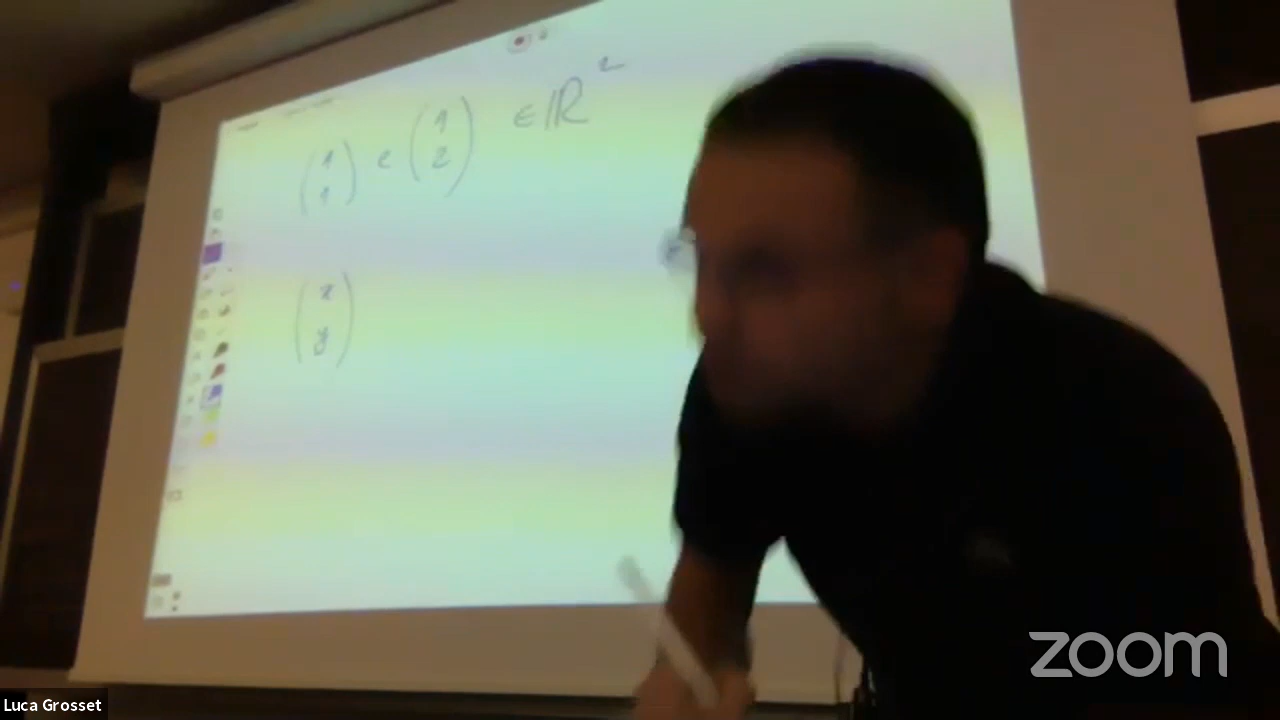 (1 1) e (1 2) ∈ ℝ²
(x y)
zoom
Luca Grosset